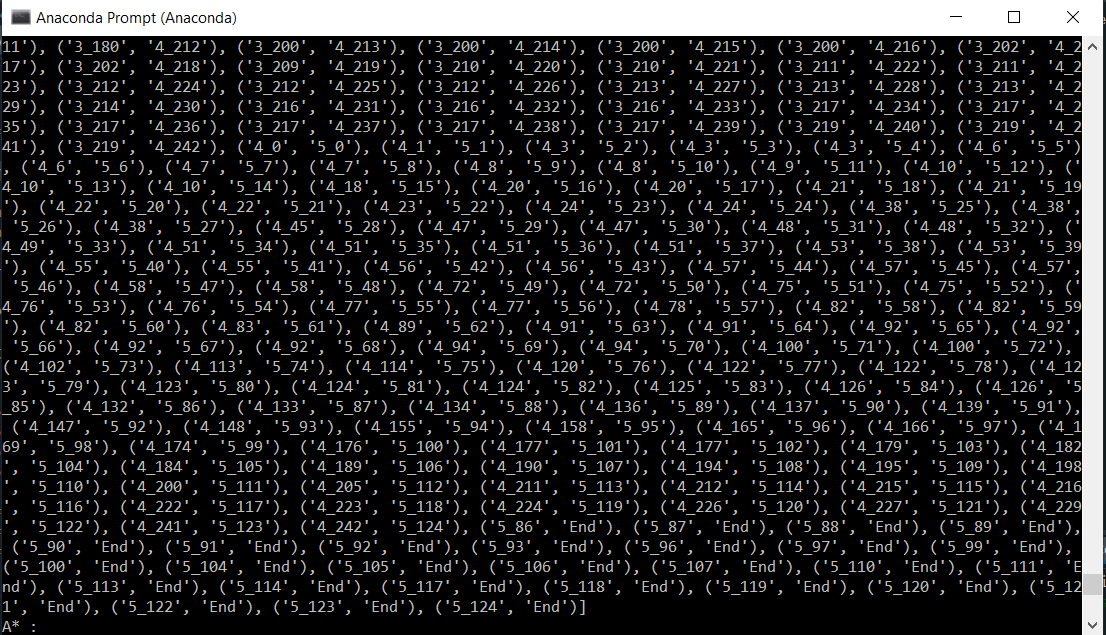 Anaconda Prompt (Anaconda)
11'), ('3_180', '4_212'), ('3_200', '4_213'), ('3_200', '4_214'), ('3_200', '4_215'), ('3_200', '4_216'), ('3_202', '4_2
17'), ('3_202', '4_218'), ('3_209', '4_219'), ('3_210', '4_220'), ('3_210', '4_221'), ('3_211', '4_222'), ('3_211', '4_2
23'), ('3_212', '4_224'), ('3_212', '4_225'), ('3_212', '4_226'), ('3_213', '4_227'), ('3_213', '4_228'), ('3_213', '4_2
29'), ('3_214', '4_230'), ('3_216', '4_231'), ('3_216', '4_232'), ('3_216', '4_233'), ('3_217', '4_234'), ('3_217', '4_2
35'), ('3_217', '4_236'), ('3_217', '4_237'), ('3_217', '4_238'), ('3_217', '4_239'), ('3_219', '4_240'), ('3_219', '4_2
41'), ('3_219', '4_242'), ('4_0', '5_0'), ('4_1', '5_1'), ('4_3', '5_2'), ('4_3', '5_3'), ('4_3', '5_4'), ('4_6', '5_5')
, ('4_6', '5_6'), ('4_7', '5_7'), ('4_7', '5_8'), ('4_8', '5_9'), ('4_8', '5_10'), ('4_9', '5_11'), ('4_10', '5_12'), ('
4_10', '5_13'), ('4_10', '5_14'), ('4_18', '5_15'), ('4_20', '5_16'), ('4_20', '5_17'), ('4_21', '5_18'), ('4_21', '5_19
'), ('4_22', '5_20'), ('4_22', '5_21'), ('4_23', '5_22'), ('4_24', '5_23'), ('4_24', '5_24'), ('4_38', '5_25'), ('4_38',
 '5_26'), ('4_38', '5_27'), ('4_45', '5_28'), ('4_47', '5_29'), ('4_47', '5_30'), ('4_48', '5_31'), ('4_48', '5_32'), ('
4_49', '5_33'), ('4_51', '5_34'), ('4_51', '5_35'), ('4_51', '5_36'), ('4_51', '5_37'), ('4_53', '5_38'), ('4_53', '5_39
'), ('4_55', '5_40'), ('4_55', '5_41'), ('4_56', '5_42'), ('4_56', '5_43'), ('4_57', '5_44'), ('4_57', '5_45'), ('4_57',
 '5_46'), ('4_58', '5_47'), ('4_58', '5_48'), ('4_72', '5_49'), ('4_72', '5_50'), ('4_75', '5_51'), ('4_75', '5_52'), ('
4_76', '5_53'), ('4_76', '5_54'), ('4_77', '5_55'), ('4_77', '5_56'), ('4_78', '5_57'), ('4_82', '5_58'), ('4_82', '5_59
'), ('4_82', '5_60'), ('4_83', '5_61'), ('4_89', '5_62'), ('4_91', '5_63'), ('4_91', '5_64'), ('4_92', '5_65'), ('4_92',
 '5_66'), ('4_92', '5_67'), ('4_92', '5_68'), ('4_94', '5_69'), ('4_94', '5_70'), ('4_100', '5_71'), ('4_100', '5_72'),
('4_102', '5_73'), ('4_113', '5_74'), ('4_114', '5_75'), ('4_120', '5_76'), ('4_122', '5_77'), ('4_122', '5_78'), ('4_12
3', '5_79'), ('4_123', '5_80'), ('4_124', '5_81'), ('4_124', '5_82'), ('4_125', '5_83'), ('4_126', '5_84'), ('4_126', '5
_85'), ('4_132', '5_86'), ('4_133', '5_87'), ('4_134', '5_88'), ('4_136', '5_89'), ('4_137', '5_90'), ('4_139', '5_91'),
 ('4_147', '5_92'), ('4_148', '5_93'), ('4_155', '5_94'), ('4_158', '5_95'), ('4_165', '5_96'), ('4_166', '5_97'), ('4_1
69', '5_98'), ('4_174', '5_99'), ('4_176', '5_100'), ('4_177', '5_101'), ('4_177', '5_102'), ('4_179', '5_103'), ('4_182
', '5_104'), ('4_184', '5_105'), ('4_189', '5_106'), ('4_190', '5_107'), ('4_194', '5_108'), ('4_195', '5_109'), ('4_198
', '5_110'), ('4_200', '5_111'), ('4_205', '5_112'), ('4_211', '5_113'), ('4_212', '5_114'), ('4_215', '5_115'), ('4_216
', '5_116'), ('4_222', '5_117'), ('4_223', '5_118'), ('4_224', '5_119'), ('4_226', '5_120'), ('4_227', '5_121'), ('4_229
', '5_122'), ('4_241', '5_123'), ('4_242', '5_124'), ('5_86', 'End'), ('5_87', 'End'), ('5_88', 'End'), ('5_89', 'End'),
 ('5_90', 'End'), ('5_91', 'End'), ('5_92', 'End'), ('5_93', 'End'), ('5_96', 'End'), ('5_97', 'End'), ('5_99', 'End'),
('5_100', 'End'), ('5_104', 'End'), ('5_105', 'End'), ('5_106', 'End'), ('5_107', 'End'), ('5_110', 'End'), ('5_111', 'E
nd'), ('5_113', 'End'), ('5_114', 'End'), ('5_117', 'End'), ('5_118', 'End'), ('5_119', 'End'), ('5_120', 'End'), ('5_12
1', 'End'), ('5_122', 'End'), ('5_123', 'End'), ('5_124', 'End')]
A* :